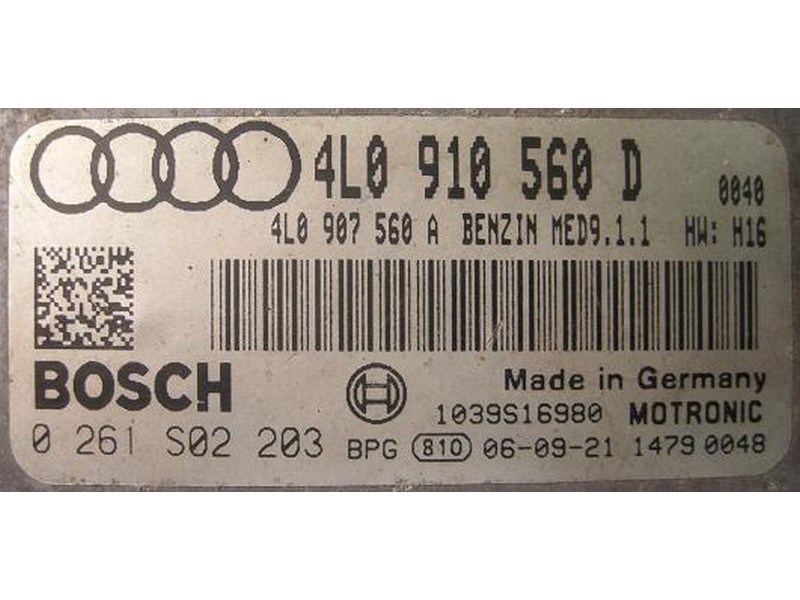 4L0 910 560 D 0040
4L0 907 560 A BENZIN MED9.1.1 HW: H16
BOSCH
Made in Germany
1039S16980 MOTRONIC
0 261 S02 203 BPG 810 06-09-21 1479 0048